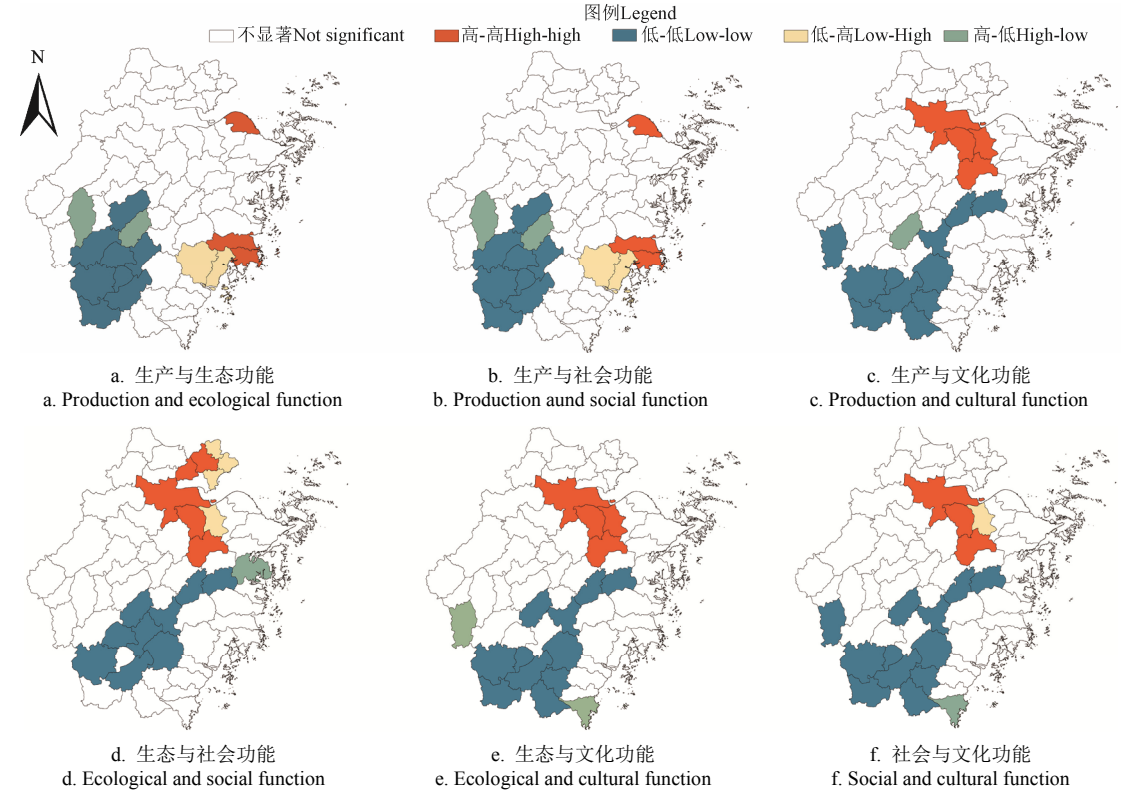 图例Legend
不显著Not significant 高-高High-high 低-低Low-low 低-高Low-High 高-低High-low
N
a. 生产与生态功能 b. 生产与社会功能 c. 生产与文化功能
a. Production and ecological function b. Production aund social function c. Production and cultural function
d. 生态与社会功能 e. 生态与文化功能 f. 社会与文化功能
d. Ecological and social function e. Ecological and cultural function f. Social and cultural function